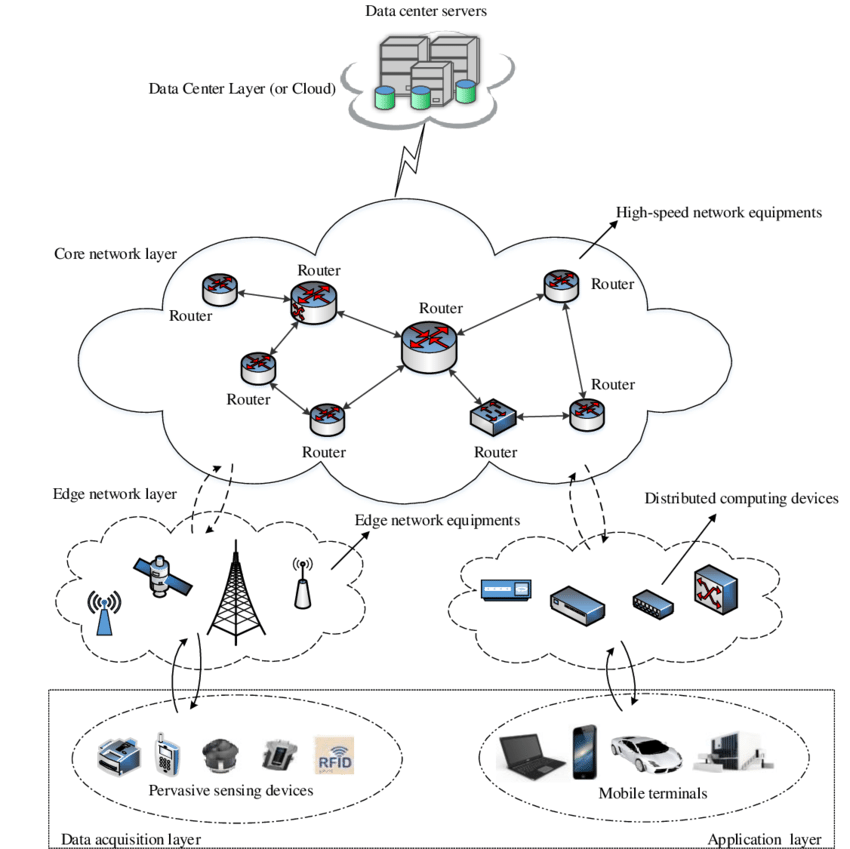 Data center servers
Data Center Layer (or Cloud)
High-speed network equipments
Core network layer
Router
Router
Router
Router
Router
Router
Router
Router
Edge network layer
Distributed computing devices
Edge network equipments
RFID
Pervasive sensing devices
Mobile terminals
Data acquisition layer
Application layer